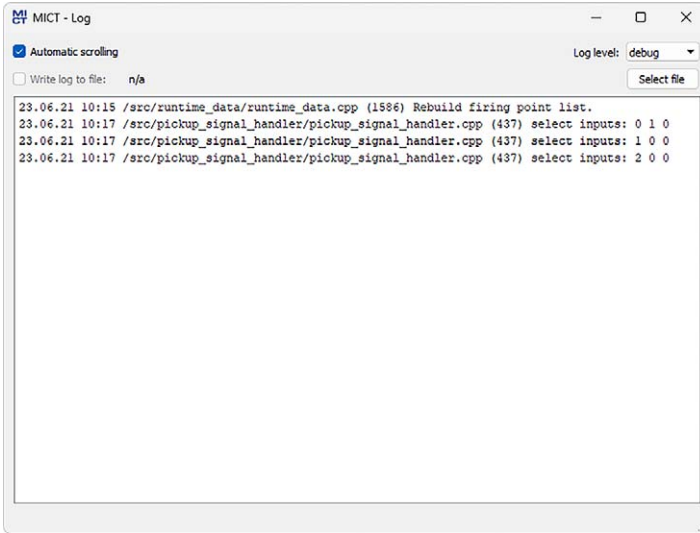 MICT MICT - Log
Automatic scrolling
Log level: debug
Write log to file: n/a
Select file
23.06.21 10:15 /src/runtime_data/runtime_data.cpp (1586) Rebuild firing point list.
23.06.21 10:17 /src/pickup_signal_handler/pickup_signal_handler.cpp (437) select inputs: 0 1 0
23.06.21 10:17 /src/pickup_signal_handler/pickup_signal_handler.cpp (437) select inputs: 1 0 0
23.06.21 10:17 /src/pickup_signal_handler/pickup_signal_handler.cpp (437) select inputs: 2 0 0